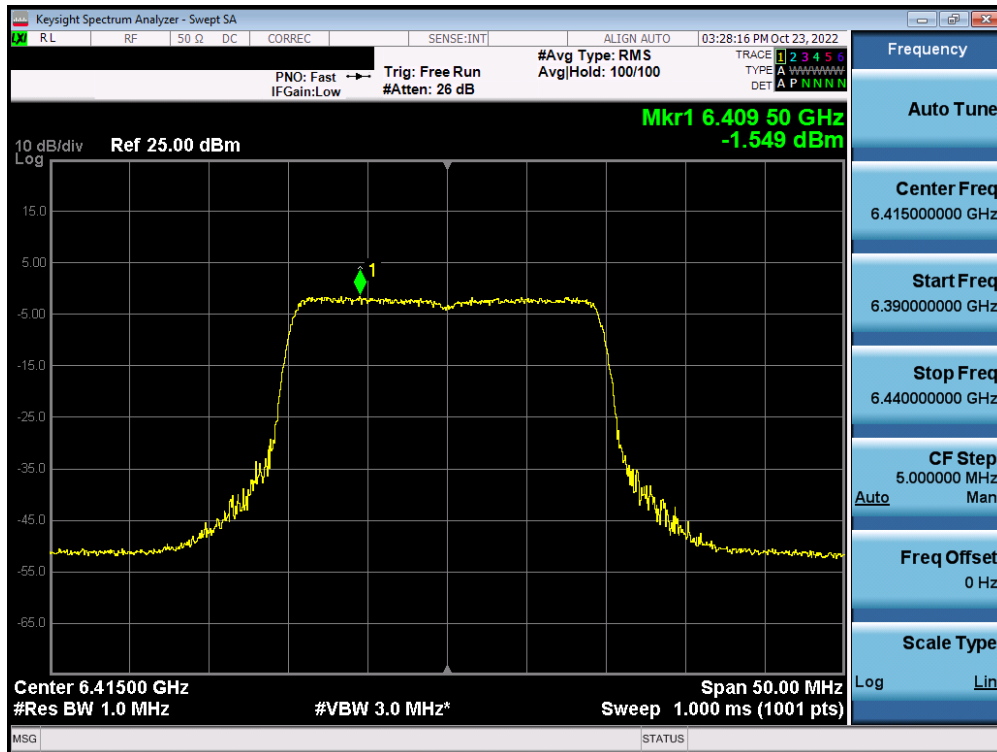 Keysight Spectrum Analyzer - Swept SA
LXI RL RF 50 Ω DC CORREC SENSE:INT ALIGN AUTO 03:28:16 PM Oct 23, 2022
PNO: Fast
IFGain:Low
Trig: Free Run
#Atten: 26 dB
#Avg Type: RMS
Avg|Hold: 100/100
TRACE 1 2 3 4 5 6
TYPE A WWWWW
DET A P N N N N
Mkr1 6.409 50 GHz
-1.549 dBm
10 dB/div Ref 25.00 dBm
Log
15.0
5.00
1
-5.00
-15.0
-25.0
-35.0
-45.0
-55.0
-65.0
Center 6.41500 GHz Span 50.00 MHz
#Res BW 1.0 MHz #VBW 3.0 MHz* Sweep 1.000 ms (1001 pts)
MSG STATUS
Frequency
Auto Tune
Center Freq
6.415000000 GHz
Start Freq
6.390000000 GHz
Stop Freq
6.440000000 GHz
CF Step
5.000000 MHz
Auto Man
Freq Offset
0 Hz
Scale Type
Log Lin